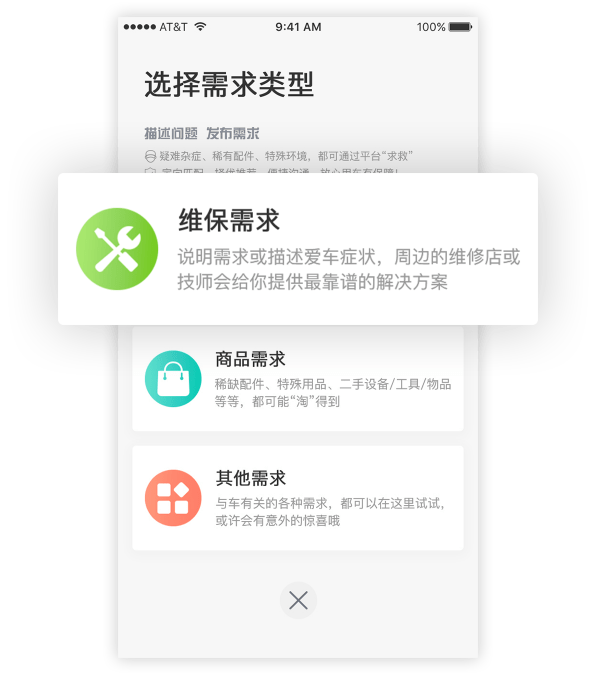 AT&T 9:41 AM 100%
选择需求类型
描述问题 发布需求
疑难杂症、稀有配件、特殊环境，都可通过平台“求救”
维保需求
说明需求或描述爱车症状，周边的维修店或
技师会给你提供最靠谱的解决方案
商品需求
稀缺配件、特殊用品、二手设备/工具/物品
等等，都可能“淘”得到
其他需求
与车有关的各种需求，都可以在这里试试，
或许会有意外的惊喜哦